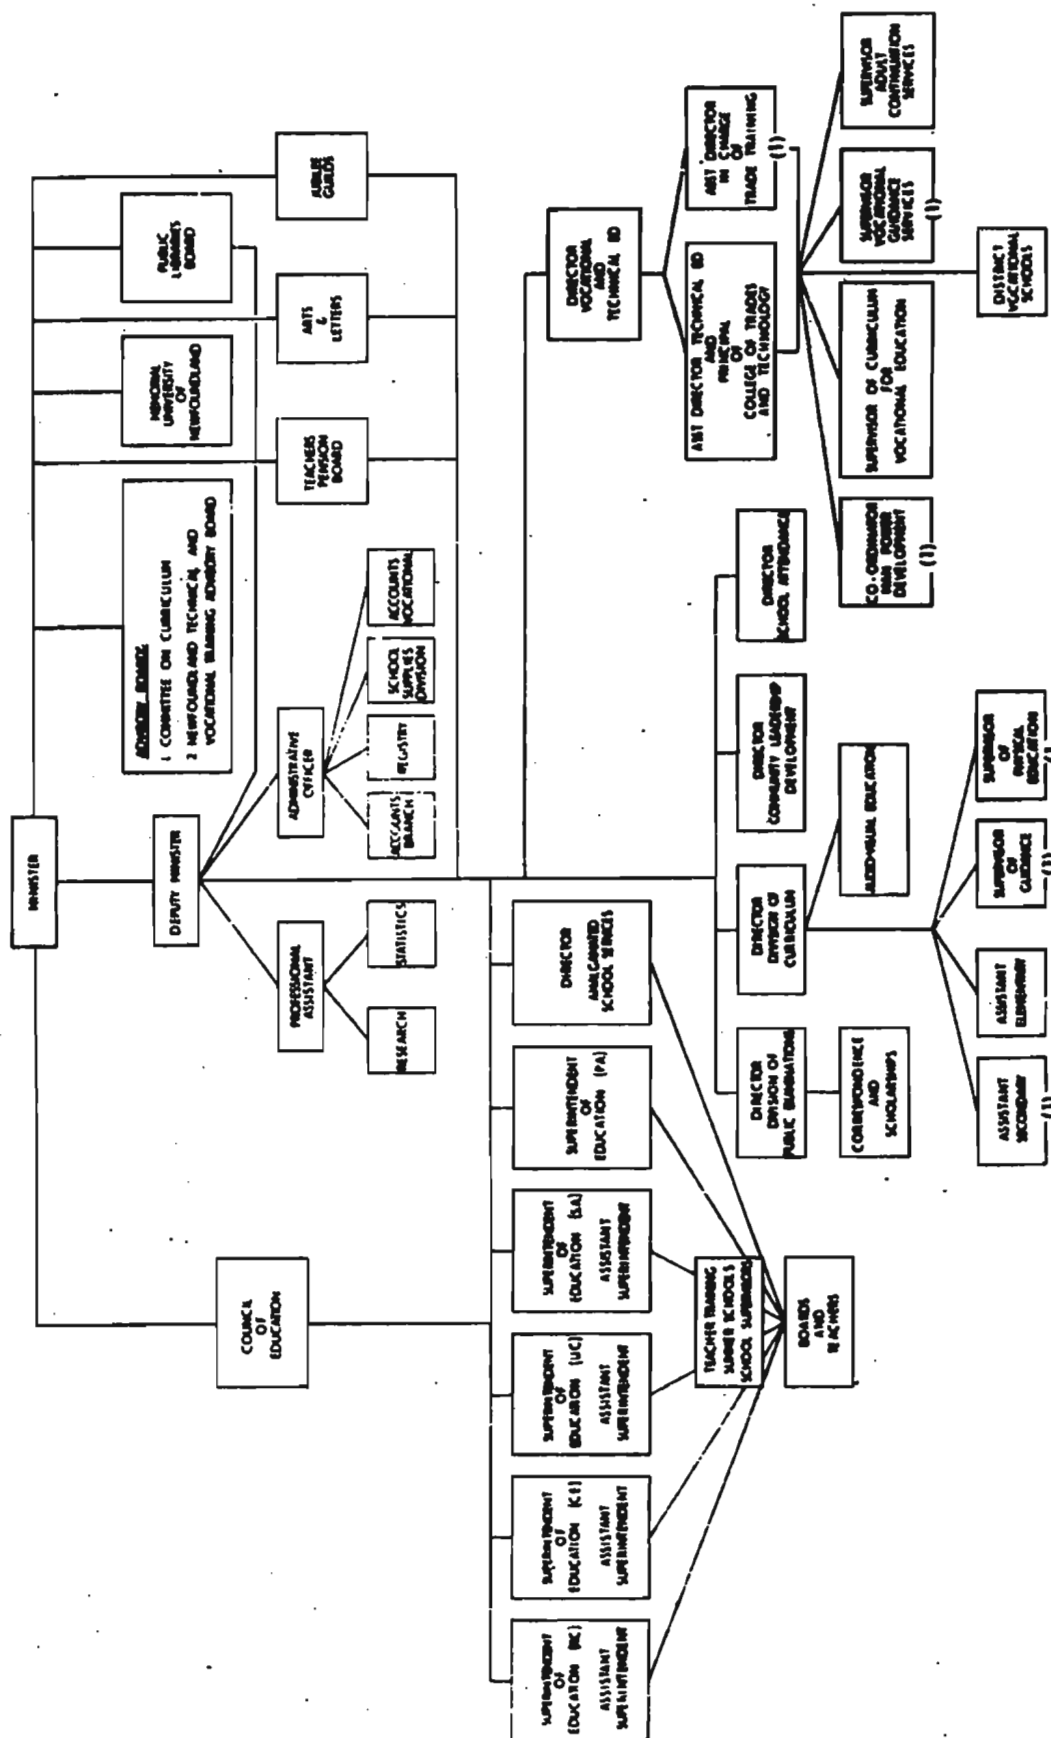 MINISTER
DEPUTY MINISTER
COUNCIL
OF
EDUCATION
ADVISORY BOARDS
1 COMMITTEE ON CURRICULUM
2 NEWFOUNDLAND TECHNICAL AND
VOCATIONAL TRAINING ADVISORY BOARD
MEMORIAL
UNIVERSITY
OF
NEWFOUNDLAND
PUBLIC
LIBRARIES
BOARD
TEACHERS
PENSION
BOARD
ARTS
&
LETTERS
JUBILEE
GUILDS
PROFESSIONAL
ASSISTANT
ADMINISTRATIVE
OFFICER
RESEARCH
STATISTICS
ACCOUNTS
BRANCH
REGISTRY
SCHOOL
SUPPLIES
DIVISION
ACCOUNTS
VOCATIONAL
SUPERINTENDENT
OF
EDUCATION (RC)
ASSISTANT
SUPERINTENDENT
SUPERINTENDENT
OF
EDUCATION (CE)
ASSISTANT
SUPERINTENDENT
SUPERINTENDENT
OF
EDUCATION (UC)
ASSISTANT
SUPERINTENDENT
SUPERINTENDENT
OF
EDUCATION (SA)
ASSISTANT
SUPERINTENDENT
SUPERINTENDENT
OF
EDUCATION (PA)
DIRECTOR
AMALGAMATED
SCHOOL SERVICES
DIRECTOR
VOCATIONAL
AND
TECHNICAL ED
TEACHER TRAINING
SUMMER SCHOOLS
SCHOOL SUPERVISORS
BOARDS
AND
TEACHERS
DIRECTOR
DIVISION OF
PUBLIC EXAMINATIONS
DIRECTOR
DIVISION OF
CURRICULUM
DIRECTOR
COMMUNITY LEADERSHIP
DEVELOPMENT
DIRECTOR
SCHOOL ATTENDANCE
ASST DIRECTOR TECHNICAL ED
AND
PRINCIPAL
OF
COLLEGE OF TRADES
AND TECHNOLOGY
ASST DIRECTOR
IN CHARGE
OF
TRADE TRAINING
(1)
CORRESPONDENCE
AND
SCHOLARSHIPS
AUDIO-VISUAL EDUCATION
CO-ORDINATOR
MAN POWER
DEVELOPMENT
(1)
SUPERVISOR OF CURRICULUM
FOR
VOCATIONAL EDUCATION
SUPERVISOR
VOCATIONAL
GUIDANCE
SERVICES
(1)
SUPERVISOR
ADULT
CONTINUATION
SERVICES
ASSISTANT
SECONDARY
(1)
ASSISTANT
ELEMENTARY
SUPERVISOR
OF
GUIDANCE
(1)
SUPERVISOR
OF
PHYSICAL
EDUCATION
DISTRICT
VOCATIONAL
SCHOOLS